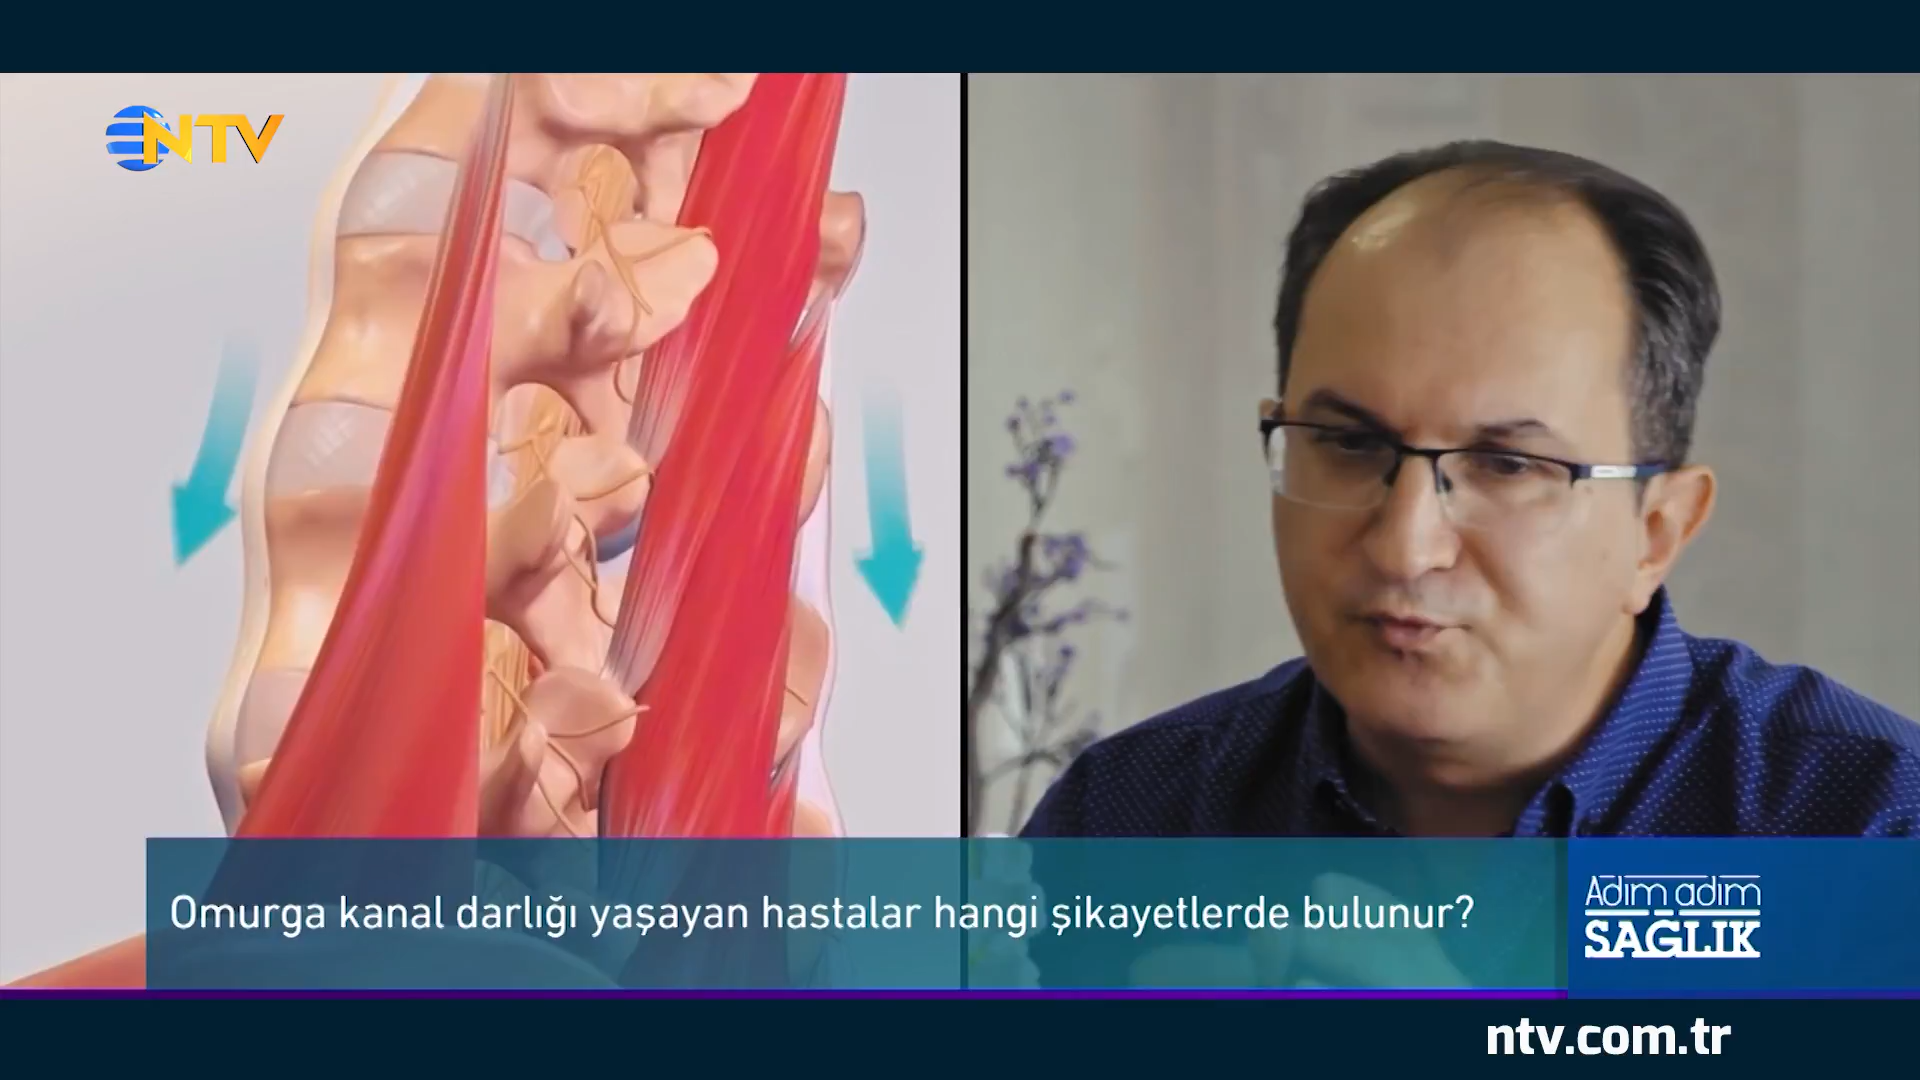 NTV
Omurga kanal darlığı yaşayan hastalar hangi şikayetlerde bulunur?
Adım adım
SAĞLIK
ntv.com.tr